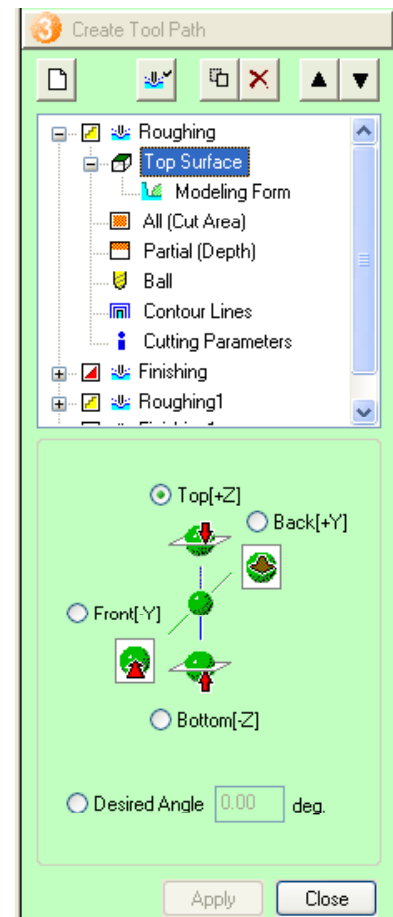 Create Tool Path
Roughing
Top Surface
Modeling Form
All (Cut Area)
Partial (Depth)
Ball
Contour Lines
Cutting Parameters
Finishing
Roughing1
Top[+Z]
Back[+Y]
Front[-Y]
Bottom[-Z]
Desired Angle 0.00 deg.
Apply Close